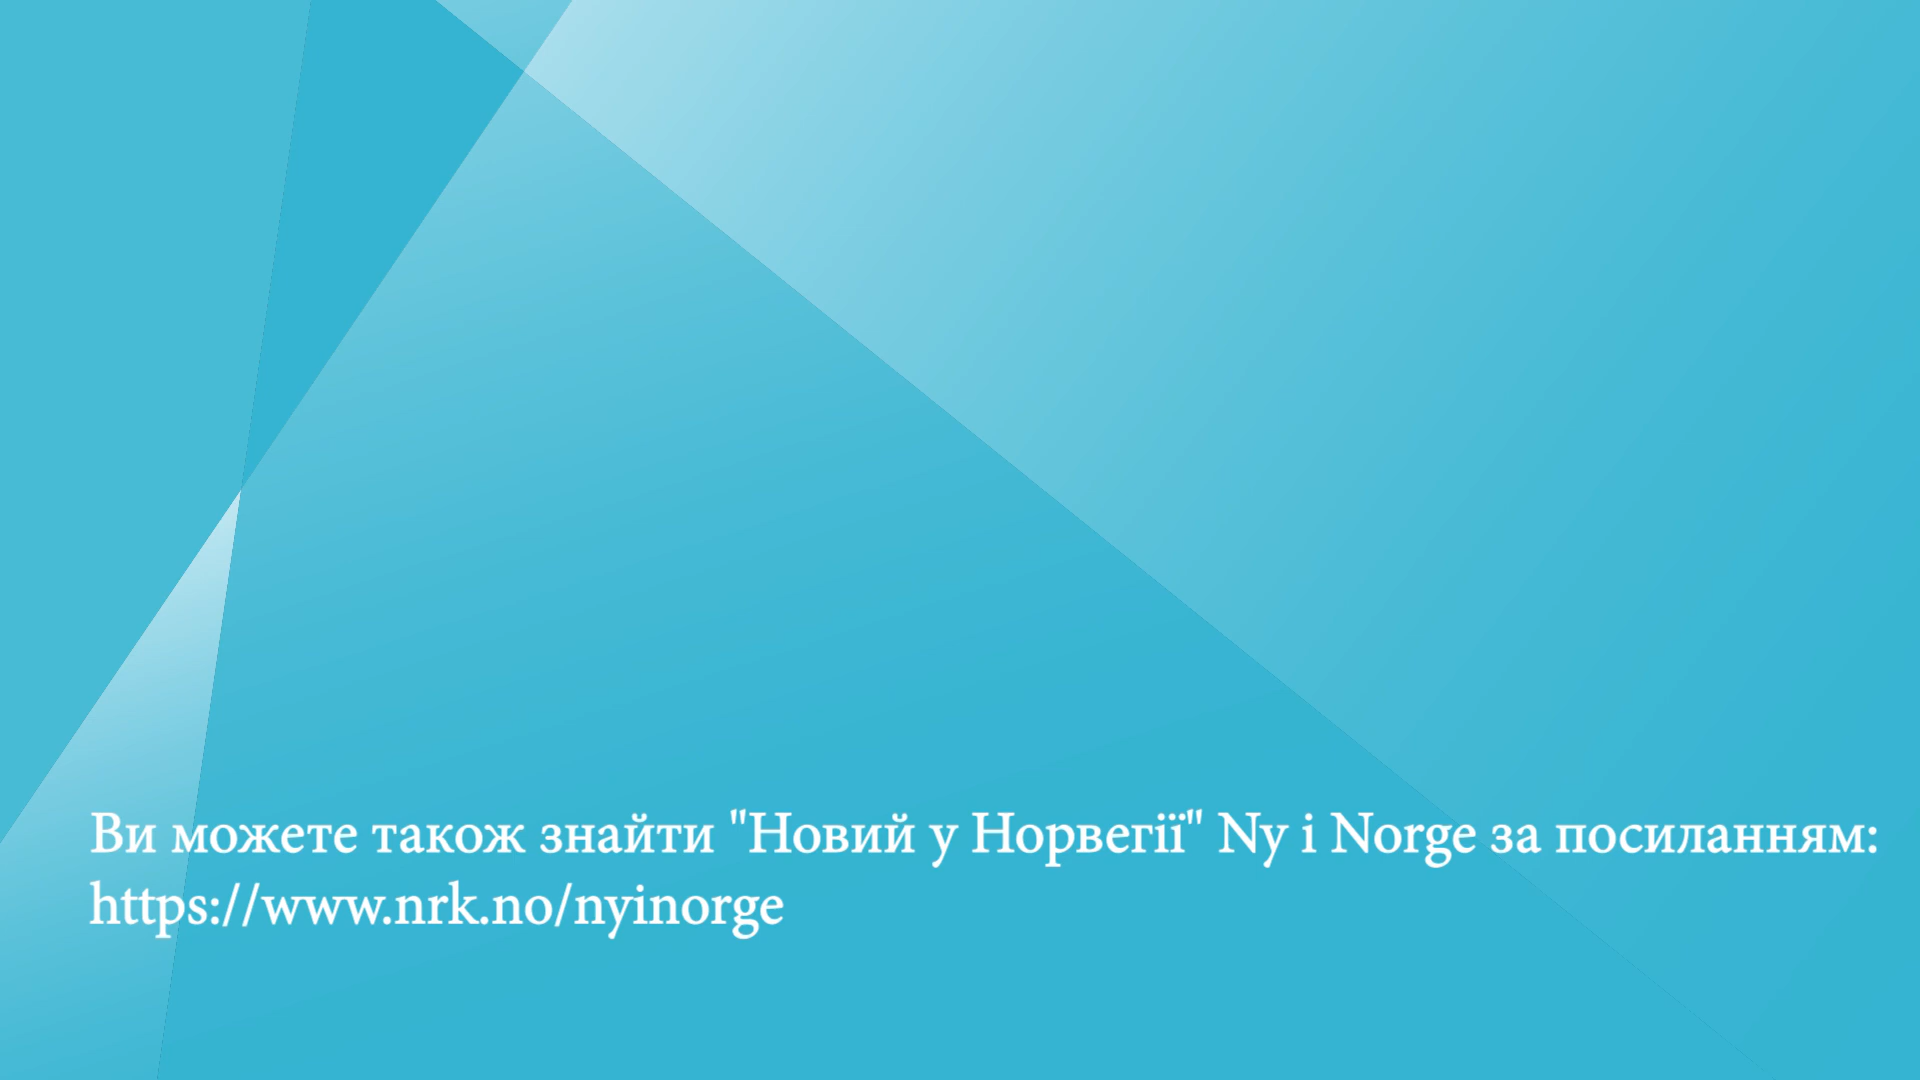 Ви можете також знайти "Новий у Норвегії" Ny i Norge за посиланням:
https://www.nrk.no/nyinorge